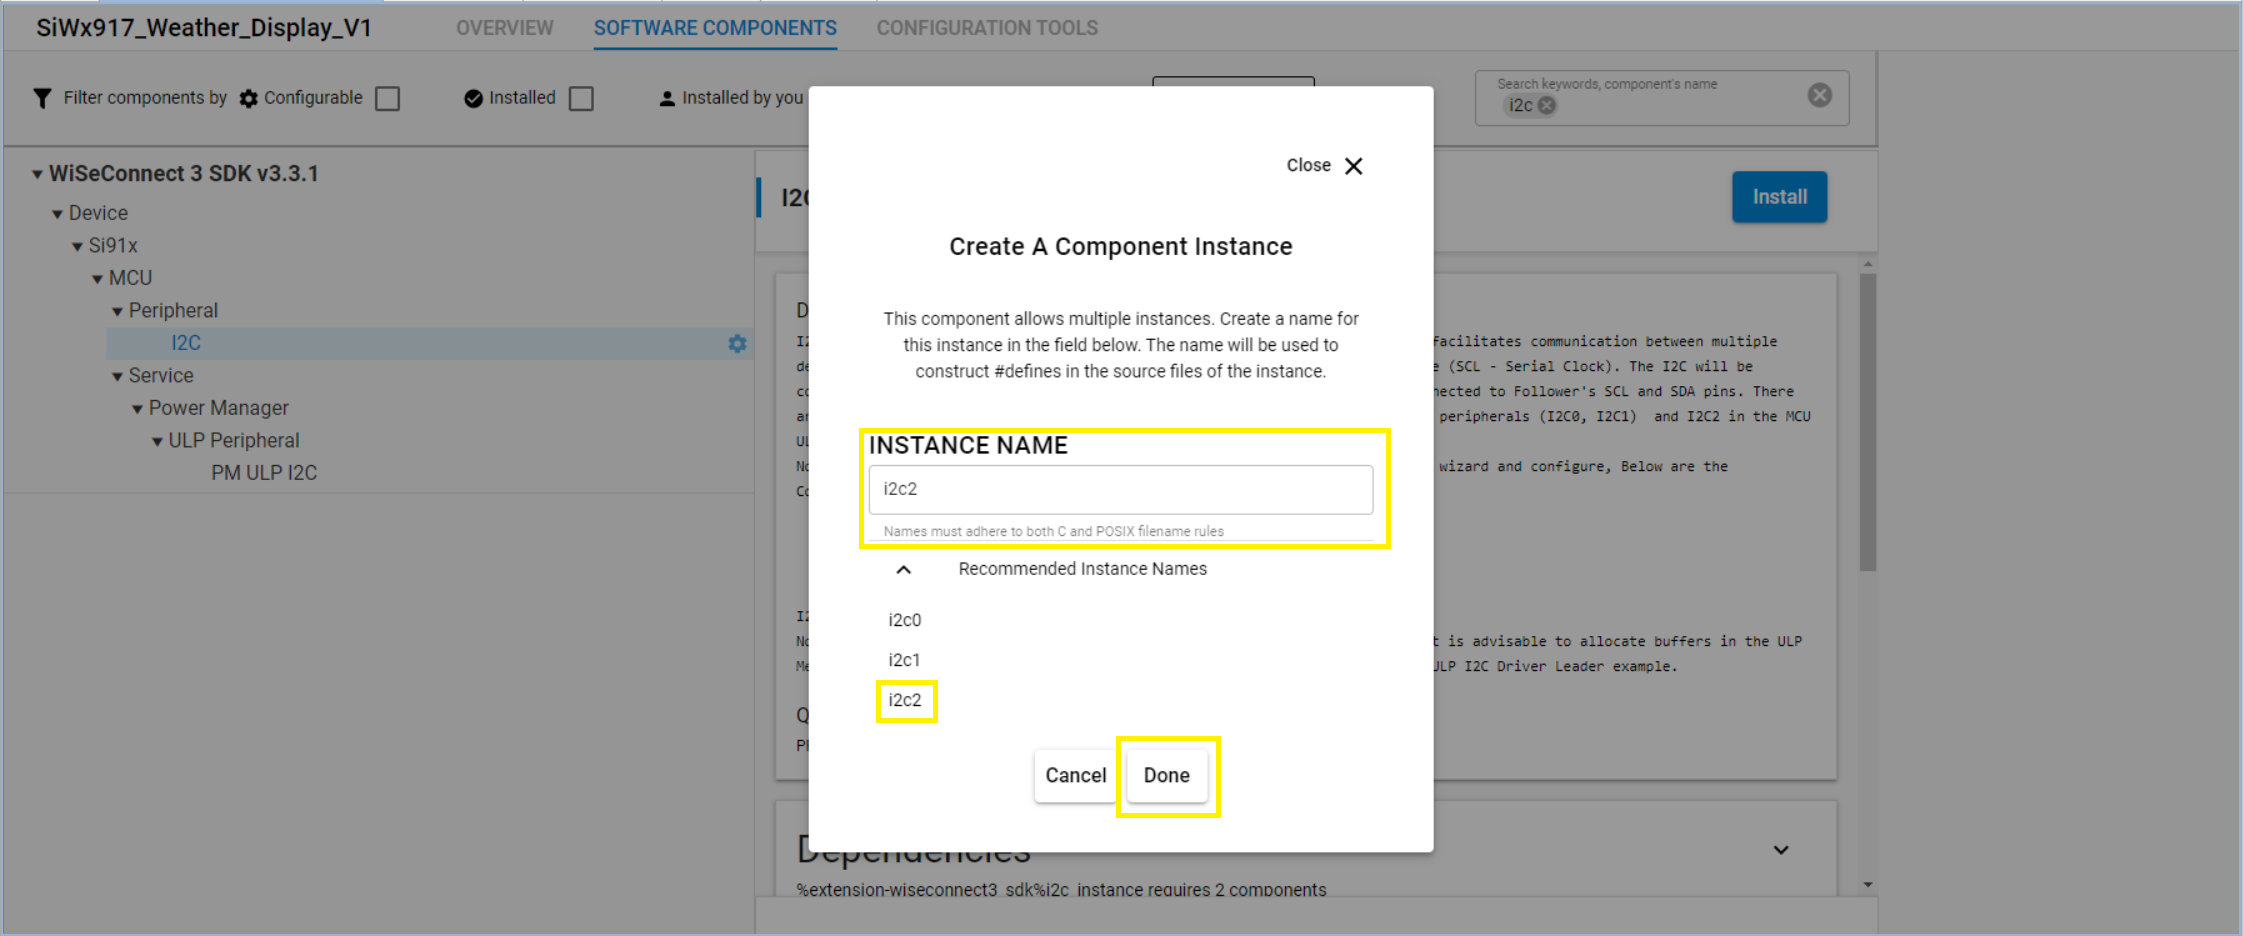 SiWx917_Weather_Display_V1
OVERVIEW
SOFTWARE COMPONENTS
CONFIGURATION TOOLS
Filter components by
Configurable
Installed
Installed by you
Search keywords, component's name
i2c
WiSeConnect 3 SDK v3.3.1
Device
Si91x
MCU
Peripheral
I2C
Service
Power Manager
ULP Peripheral
PM ULP I2C
Install
Close
Create A Component Instance
This component allows multiple instances. Create a name for
this instance in the field below. The name will be used to
construct #defines in the source files of the instance.
INSTANCE NAME
i2c2
Names must adhere to both C and POSIX filename rules
Recommended Instance Names
i2c0
i2c1
i2c2
Cancel
Done
facilitates communication between multiple
(SCL - Serial Clock). The I2C will be
connected to Follower's SCL and SDA pins. There
peripherals (I2C0, I2C1)  and I2C2 in the MCU
wizard and configure, Below are the
is advisable to allocate buffers in the ULP
ULP I2C Driver Leader example.
Dependencies
%extension-wiseconnect3_sdk%i2c_instance requires 2 components